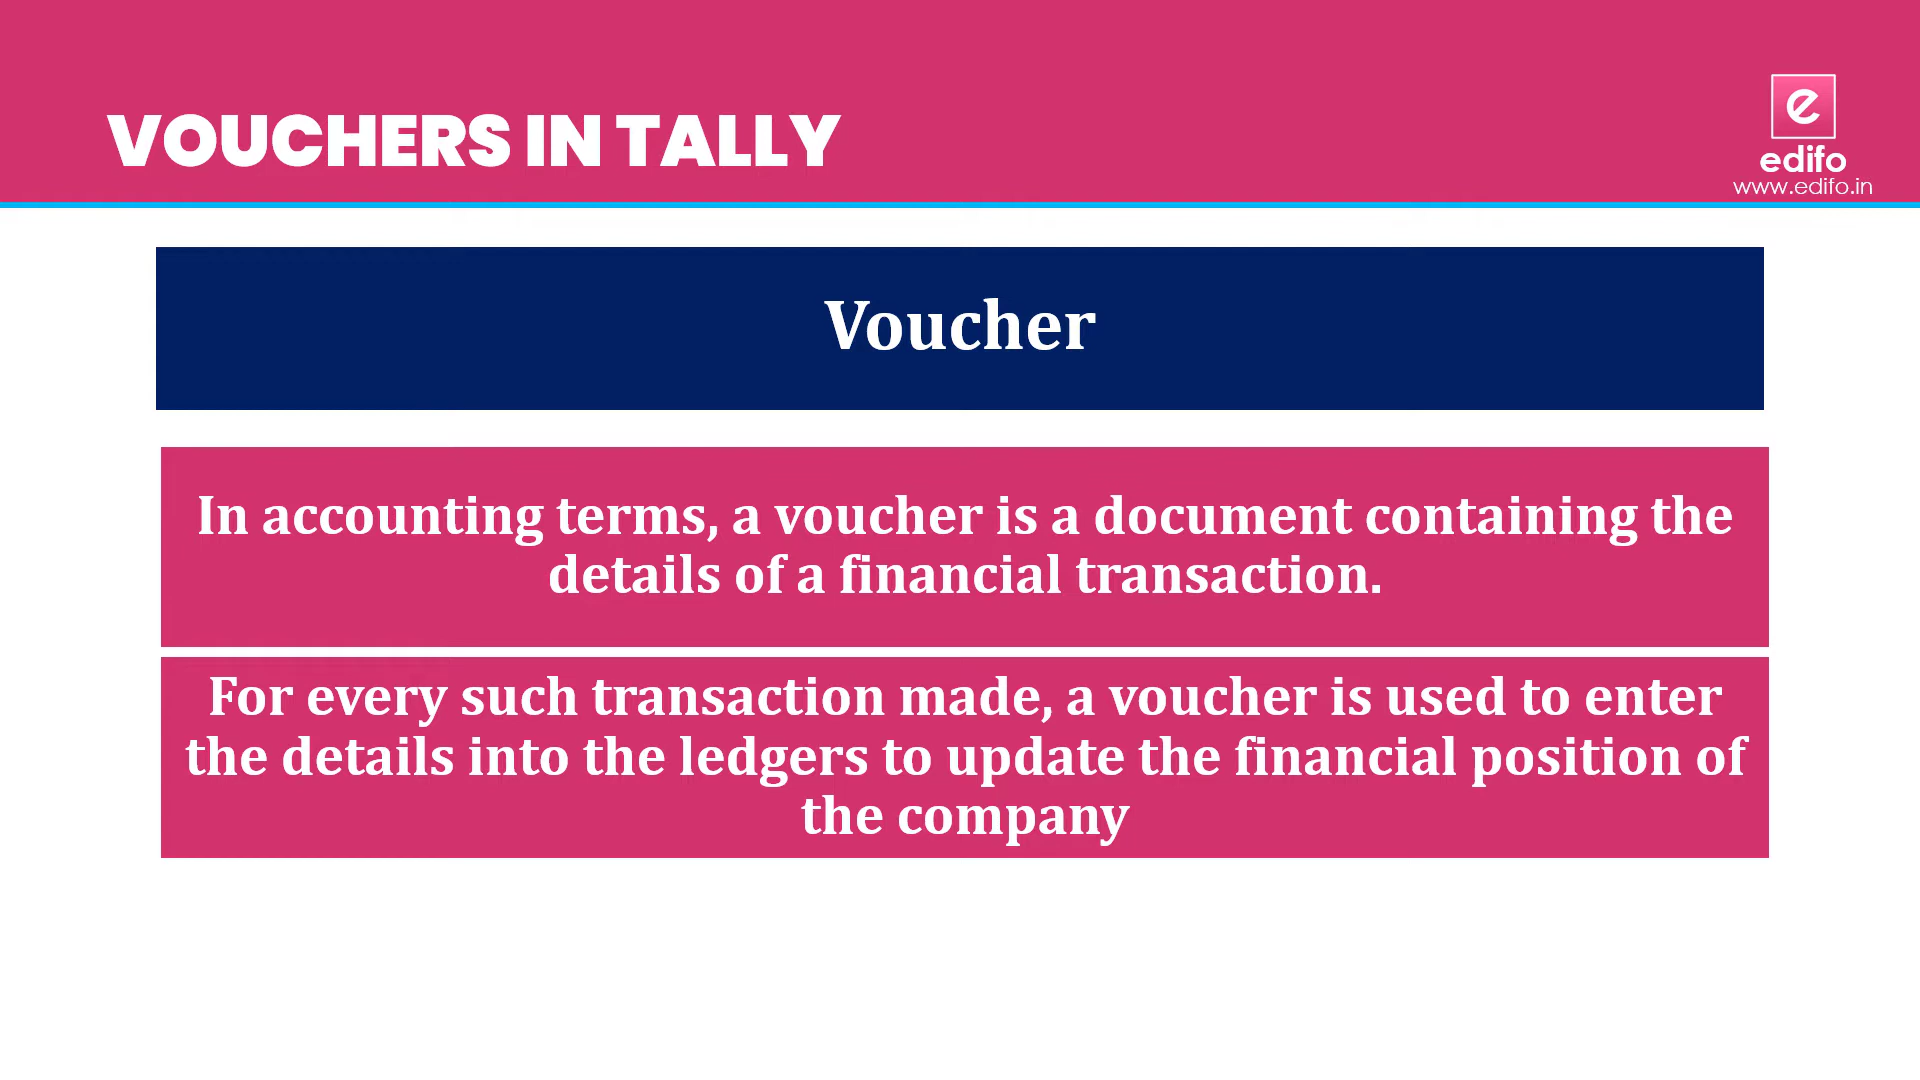 VOUCHERS IN TALLY
e
edifo
www.edifo.in
Voucher
In accounting terms, a voucher is a document containing the
details of a financial transaction.
For every such transaction made, a voucher is used to enter
the details into the ledgers to update the financial position of
the company